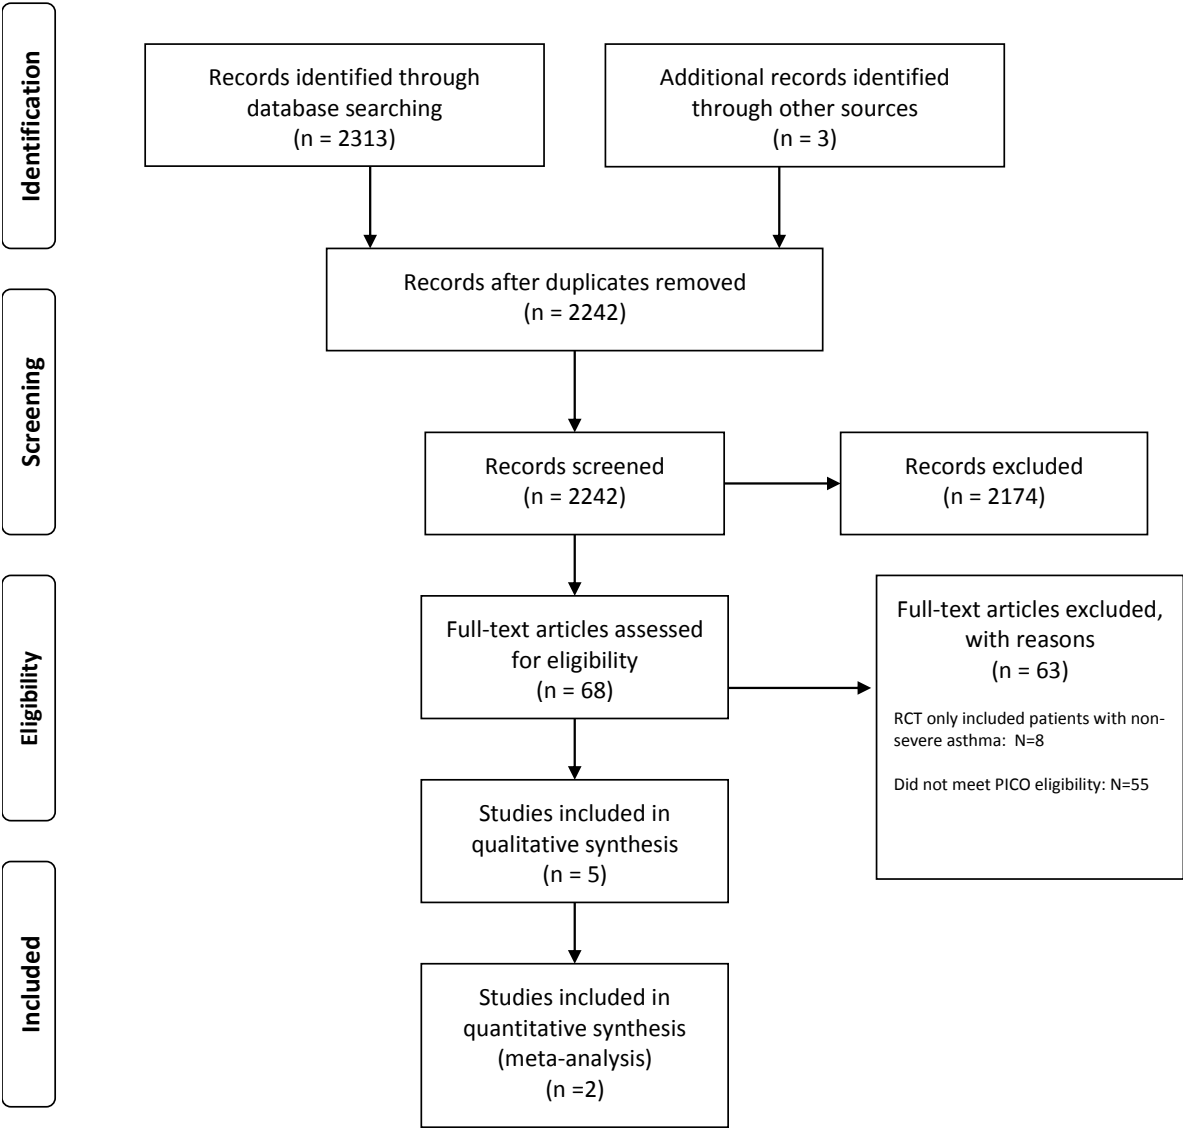 Identification
Records identified through
database searching
(n = 2313)
Additional records identified
through other sources
(n = 3)
Records after duplicates removed
(n = 2242)
Screening
Records screened
(n = 2242)
Records excluded
(n = 2174)
Eligibility
Full-text articles assessed
for eligibility
(n = 68)
Full-text articles excluded,
with reasons
(n = 63)
RCT only included patients with non-
severe asthma:  N=8
Did not meet PICO eligibility: N=55
Studies included in
qualitative synthesis
(n = 5)
Included
Studies included in
quantitative synthesis
(meta-analysis)
(n =2)